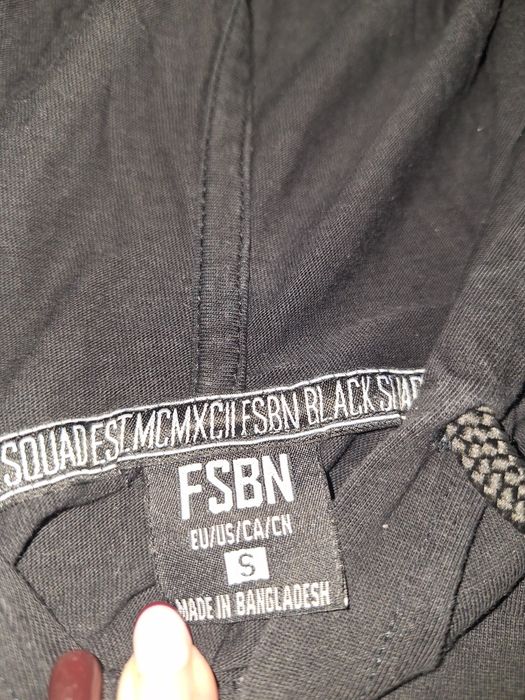 SQUAD EST MCMXCII FSBN BLACK SQUAD
FSBN
EU/US/CA/CN
S
MADE IN BANGLADESH